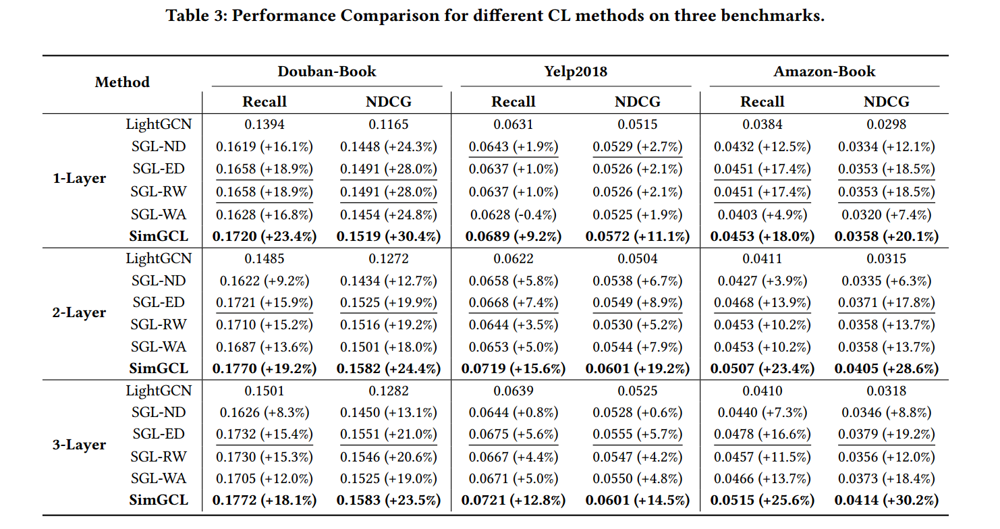 Table 3: Performance Comparison for different CL methods on three benchmarks.
Method Douban-Book Yelp2018 Amazon-Book
Recall NDCG Recall NDCG Recall NDCG
1-Layer
LightGCN 0.1394 0.1165 0.0631 0.0515 0.0384 0.0298
SGL-ND 0.1619 (+16.1%) 0.1448 (+24.3%) 0.0643 (+1.9%) 0.0529 (+2.7%) 0.0432 (+12.5%) 0.0334 (+12.1%)
SGL-ED 0.1658 (+18.9%) 0.1491 (+28.0%) 0.0637 (+1.0%) 0.0526 (+2.1%) 0.0451 (+17.4%) 0.0353 (+18.5%)
SGL-RW 0.1658 (+18.9%) 0.1491 (+28.0%) 0.0637 (+1.0%) 0.0526 (+2.1%) 0.0451 (+17.4%) 0.0353 (+18.5%)
SGL-WA 0.1628 (+16.8%) 0.1454 (+24.8%) 0.0628 (-0.4%) 0.0525 (+1.9%) 0.0403 (+4.9%) 0.0320 (+7.4%)
SimGCL 0.1720 (+23.4%) 0.1519 (+30.4%) 0.0689 (+9.2%) 0.0572 (+11.1%) 0.0453 (+18.0%) 0.0358 (+20.1%)
2-Layer
LightGCN 0.1485 0.1272 0.0622 0.0504 0.0411 0.0315
SGL-ND 0.1622 (+9.2%) 0.1434 (+12.7%) 0.0658 (+5.8%) 0.0538 (+6.7%) 0.0427 (+3.9%) 0.0335 (+6.3%)
SGL-ED 0.1721 (+15.9%) 0.1525 (+19.9%) 0.0668 (+7.4%) 0.0549 (+8.9%) 0.0468 (+13.9%) 0.0371 (+17.8%)
SGL-RW 0.1710 (+15.2%) 0.1516 (+19.2%) 0.0644 (+3.5%) 0.0530 (+5.2%) 0.0453 (+10.2%) 0.0358 (+13.7%)
SGL-WA 0.1687 (+13.6%) 0.1501 (+18.0%) 0.0653 (+5.0%) 0.0544 (+7.9%) 0.0453 (+10.2%) 0.0358 (+13.7%)
SimGCL 0.1770 (+19.2%) 0.1582 (+24.4%) 0.0719 (+15.6%) 0.0601 (+19.2%) 0.0507 (+23.4%) 0.0405 (+28.6%)
3-Layer
LightGCN 0.1501 0.1282 0.0639 0.0525 0.0410 0.0318
SGL-ND 0.1626 (+8.3%) 0.1450 (+13.1%) 0.0644 (+0.8%) 0.0528 (+0.6%) 0.0440 (+7.3%) 0.0346 (+8.8%)
SGL-ED 0.1732 (+15.4%) 0.1551 (+21.0%) 0.0675 (+5.6%) 0.0555 (+5.7%) 0.0478 (+16.6%) 0.0379 (+19.2%)
SGL-RW 0.1730 (+15.3%) 0.1546 (+20.6%) 0.0667 (+4.4%) 0.0547 (+4.2%) 0.0457 (+11.5%) 0.0356 (+12.0%)
SGL-WA 0.1705 (+12.0%) 0.1525 (+19.0%) 0.0671 (+5.0%) 0.0550 (+4.8%) 0.0466 (+13.7%) 0.0373 (+18.4%)
SimGCL 0.1772 (+18.1%) 0.1583 (+23.5%) 0.0721 (+12.8%) 0.0601 (+14.5%) 0.0515 (+25.6%) 0.0414 (+30.2%)